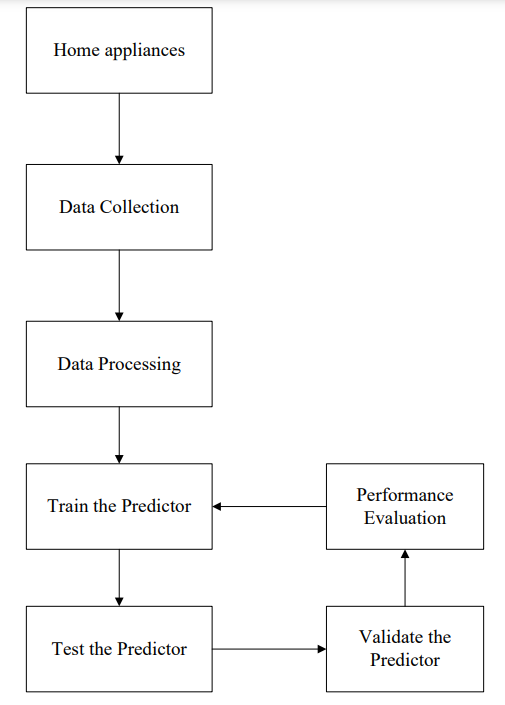 Home appliances
Data Collection
Data Processing
Train the Predictor
Performance
Evaluation
Test the Predictor
Validate the
Predictor